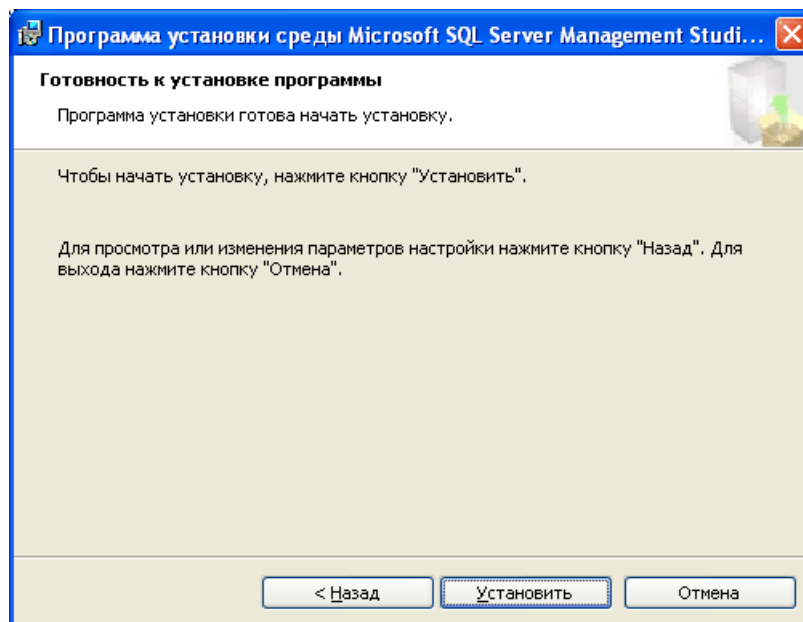 Программа установки среды Microsoft SQL Server Management Studi...
Готовность к установке программы
Программа установки готова начать установку.
Чтобы начать установку, нажмите кнопку "Установить".
Для просмотра или изменения параметров настройки нажмите кнопку "Назад". Для
выхода нажмите кнопку "Отмена".
< Назад
Установить
Отмена